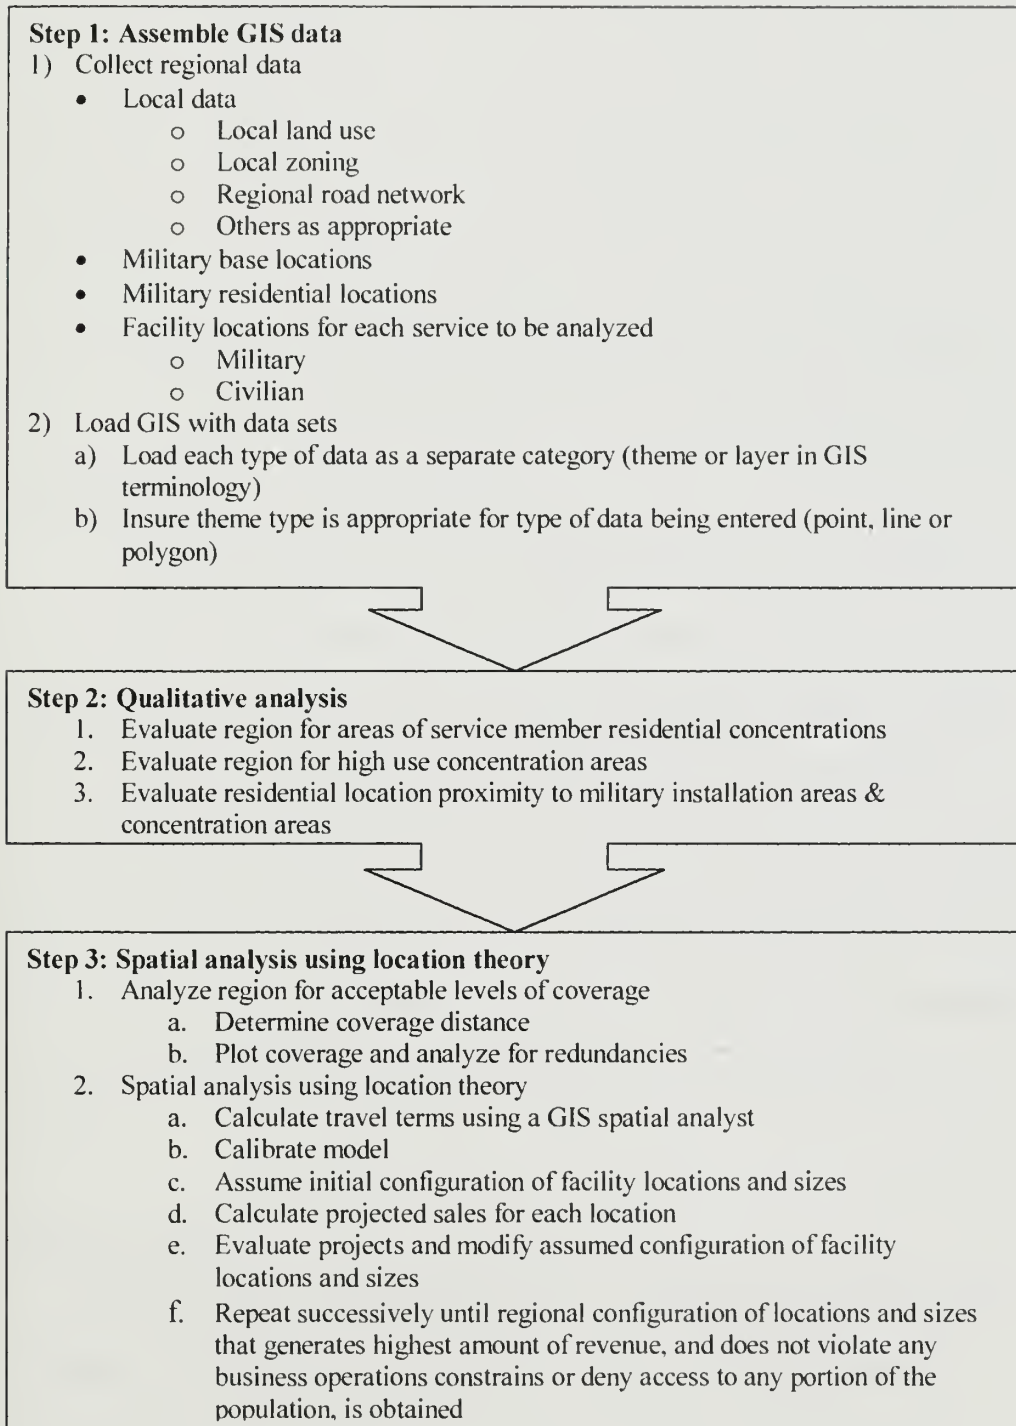 Step 1: Assemble GIS data
1) Collect regional data
• Local data
o Local land use
o Local zoning
o Regional road network
o Others as appropriate
• Military base locations
• Military residential locations
• Facility locations for each service to be analyzed
o Military
o Civilian
2) Load GIS with data sets
a) Load each type of data as a separate category (theme or layer in GIS
terminology)
b) Insure theme type is appropriate for type of data being entered (point, line or
polygon)
Step 2: Qualitative analysis
1. Evaluate region for areas of service member residential concentrations
2. Evaluate region for high use concentration areas
3. Evaluate residential location proximity to military installation areas &
concentration areas
Step 3: Spatial analysis using location theory
1. Analyze region for acceptable levels of coverage
a. Determine coverage distance
b. Plot coverage and analyze for redundancies
2. Spatial analysis using location theory
a. Calculate travel terms using a GIS spatial analyst
b. Calibrate model
c. Assume initial configuration of facility locations and sizes
d. Calculate projected sales for each location
e. Evaluate projects and modify assumed configuration of facility
locations and sizes
f. Repeat successively until regional configuration of locations and sizes
that generates highest amount of revenue, and does not violate any
business operations constrains or deny access to any portion of the
population, is obtained